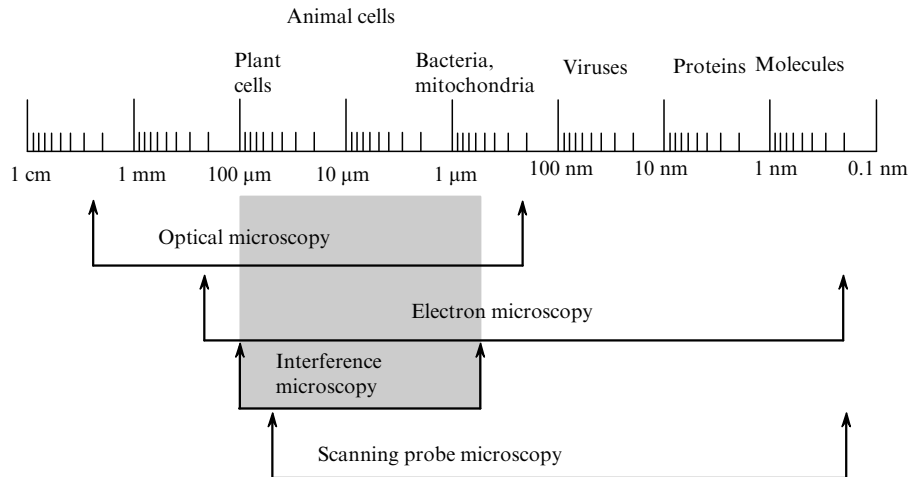 Animal cells
Plant
cells
Bacteria,
mitochondria
Viruses
Proteins
Molecules
1 cm
1 mm
100 μm
10 μm
1 μm
100 nm
10 nm
1 nm
0.1 nm
Optical microscopy
Electron microscopy
Interference
microscopy
Scanning probe microscopy